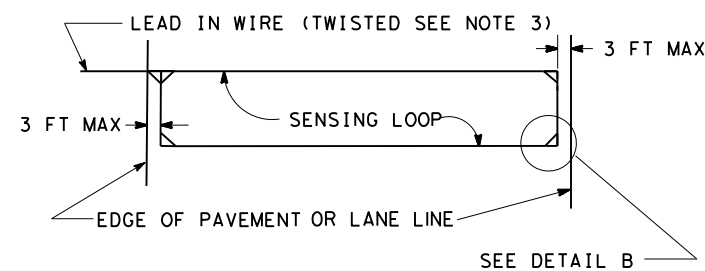 LEAD IN WIRE (TWISTED SEE NOTE 3)
3 FT MAX
3 FT MAX
SENSING LOOP
EDGE OF PAVEMENT OR LANE LINE
SEE DETAIL B